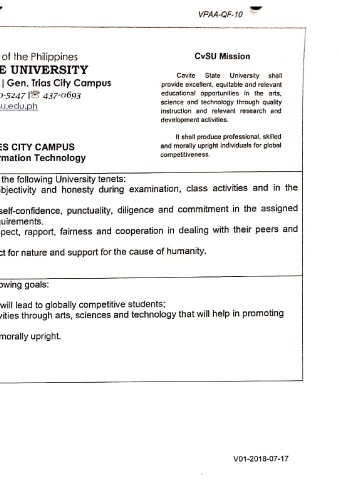 VPAA-QF-10
of the Philippines
E UNIVERSITY
| Gen. Trias City Campus
0-5247 |☏ 437-0693
su.edu.ph
CvSU Mission
Cavite State University shall
provide excellent, equitable and relevant
educational opportunities in the arts,
science and technology through quality
instruction and relevant research and
development activities.
It shall produce professional, skilled
and morally upright individuals for global
competitiveness.
ES CITY CAMPUS
rmation Technology
the following University tenets:
bjectivity and honesty during examination, class activities and in the
self-confidence, punctuality, diligence and commitment in the assigned
uirements.
spect, rapport, fairness and cooperation in dealing with their peers and
ct for nature and support for the cause of humanity.
owing goals:
will lead to globally competitive students;
vities through arts, sciences and technology that will help in promoting
morally upright.
V01-2018-07-17